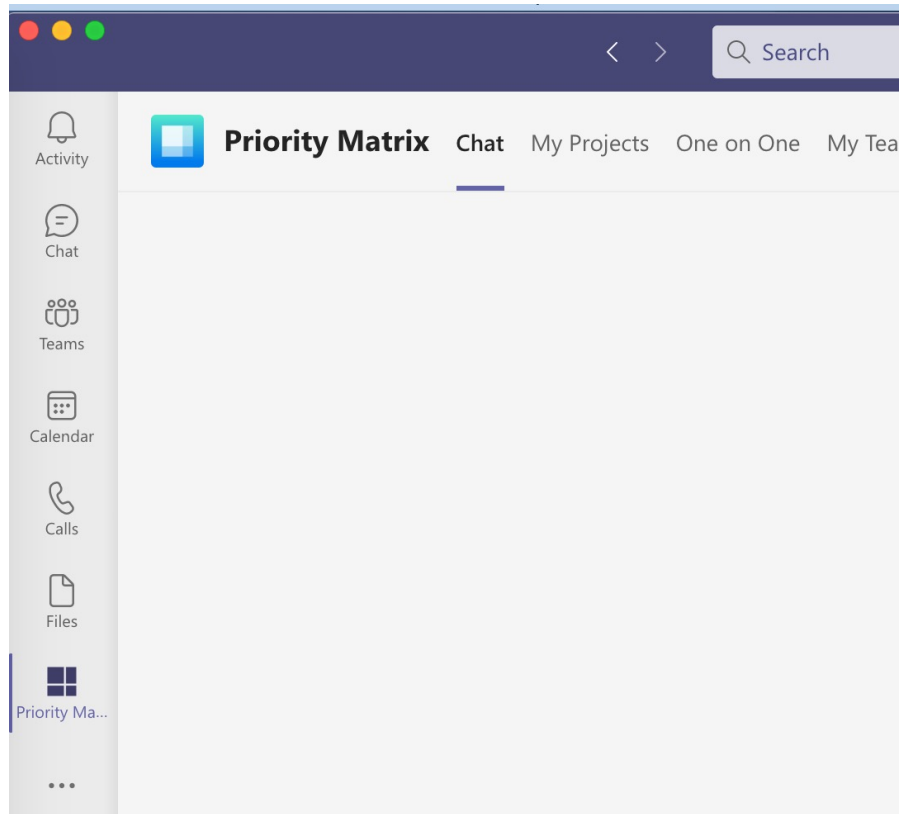 Search
Priority Matrix Chat My Projects One on One My Tea
Activity
Chat
Teams
Calendar
Calls
Files
Priority Ma...